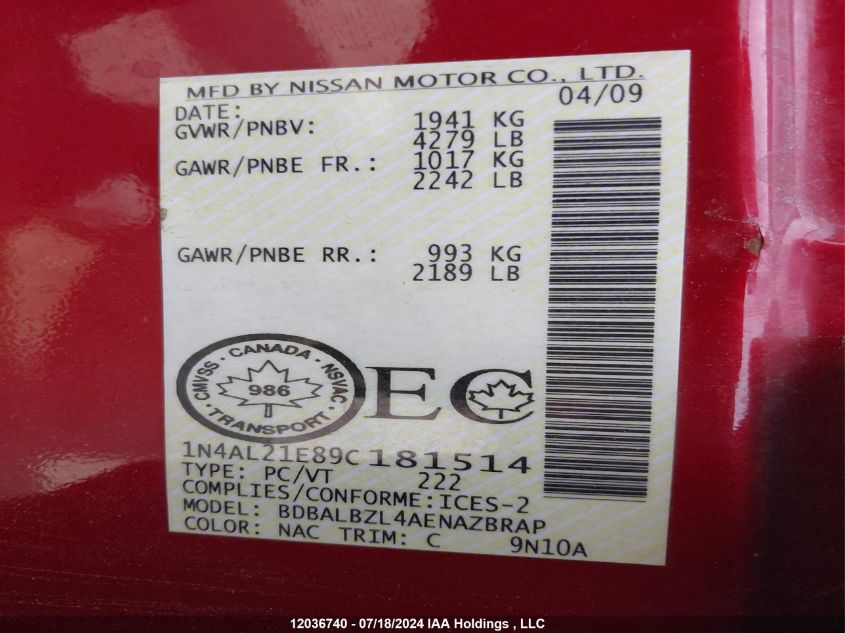 MFD BY NISSAN MOTOR CO., LTD.
DATE: 04/09
GVWR/PNBV: 1941 KG
4279 LB
GAWR/PNBE FR.: 1017 KG
2242 LB
GAWR/PNBE RR.: 993 KG
2189 LB
CMVSS · CANADA · NSVAC
986
· TRANSPORT ·
EC
1N4AL21E89C181514
TYPE: PC/VT 222
COMPLIES/CONFORME:ICES-2
MODEL: BDBALBZL4AENAZBRAP
COLOR: NAC TRIM: C 9N10A
12036740 - 07/18/2024 IAA Holdings , LLC